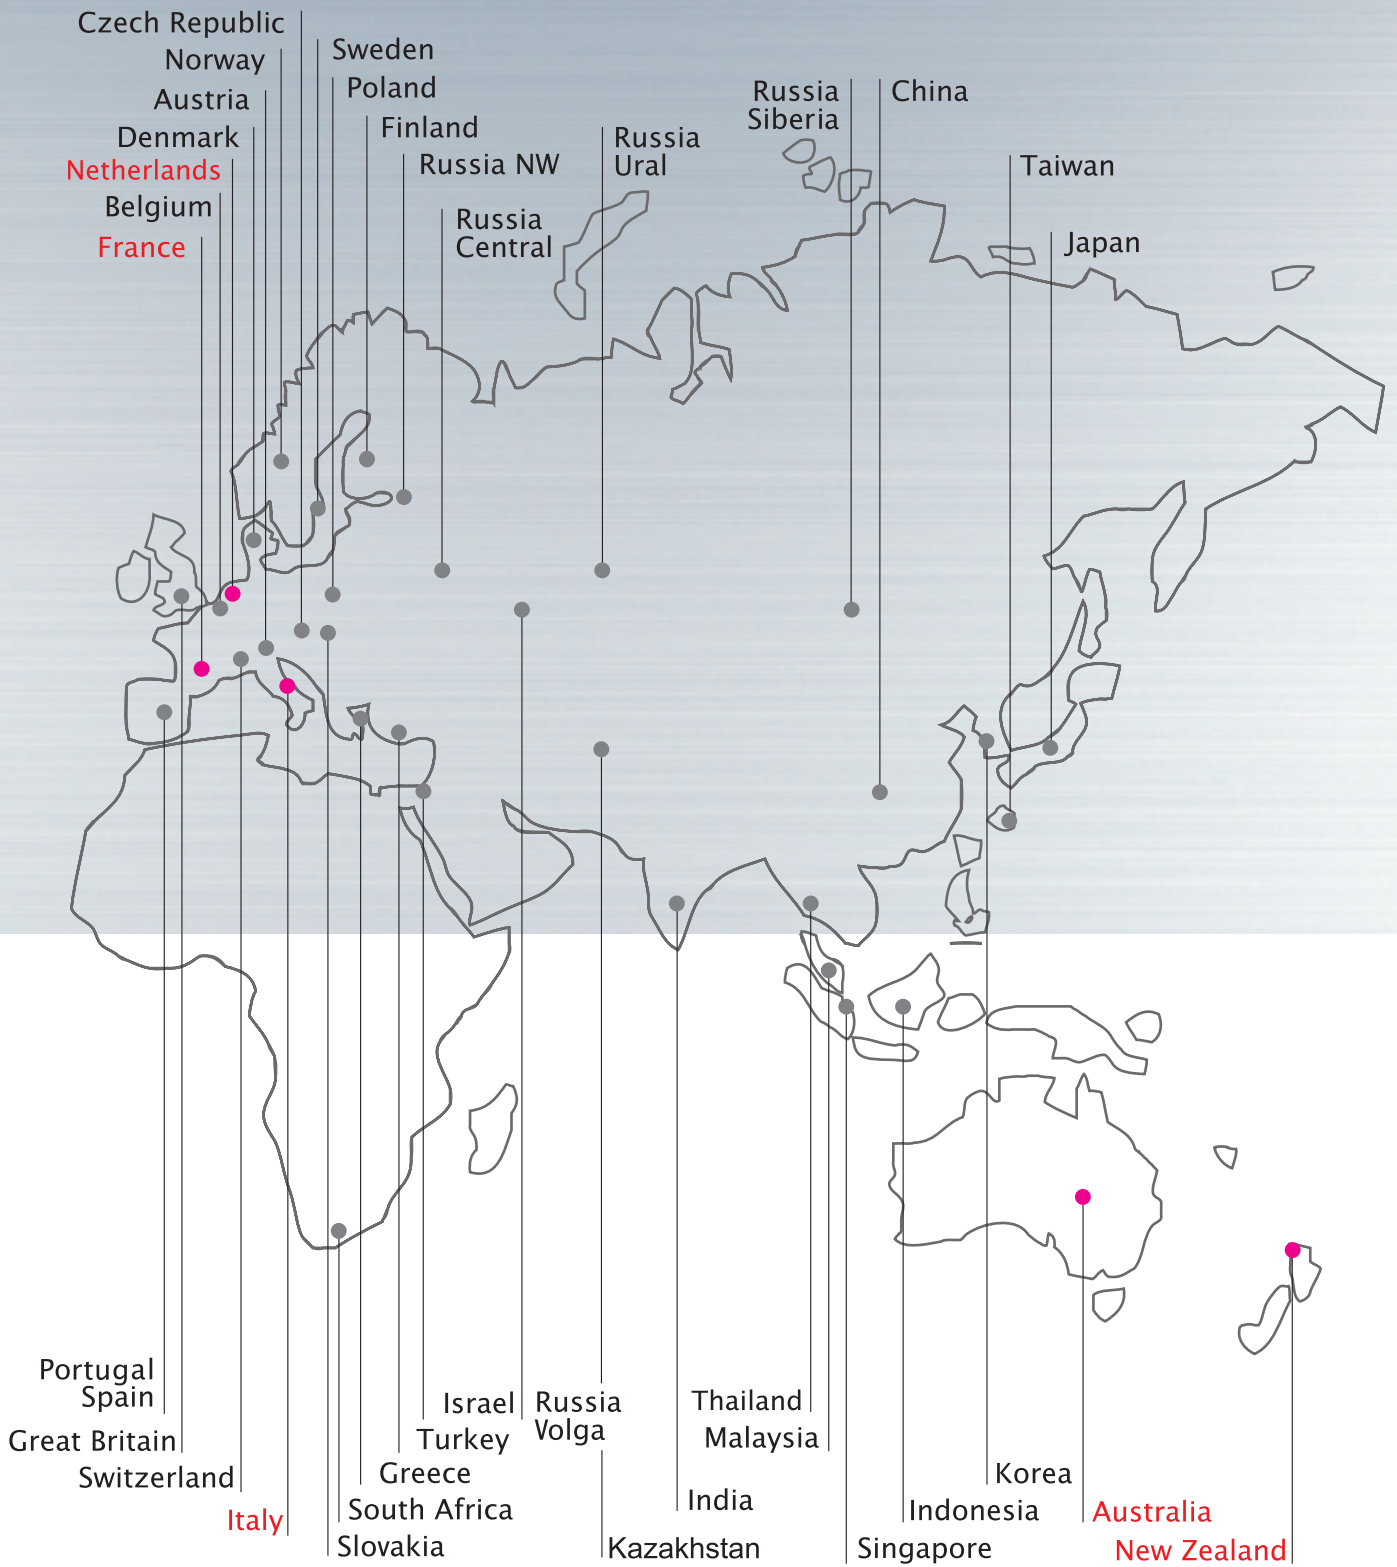 Czech Republic
Norway
Sweden
Austria
Poland
Denmark
Finland
Netherlands
Russia NW
Belgium
Russia
Central
France
Russia
Ural
Russia
Siberia
China
Taiwan
Japan
Portugal
Spain
Great Britain
Switzerland
Italy
Israel
Turkey
Greece
South Africa
Slovakia
Russia
Volga
Kazakhstan
India
Thailand
Malaysia
Singapore
Indonesia
Korea
Australia
New Zealand